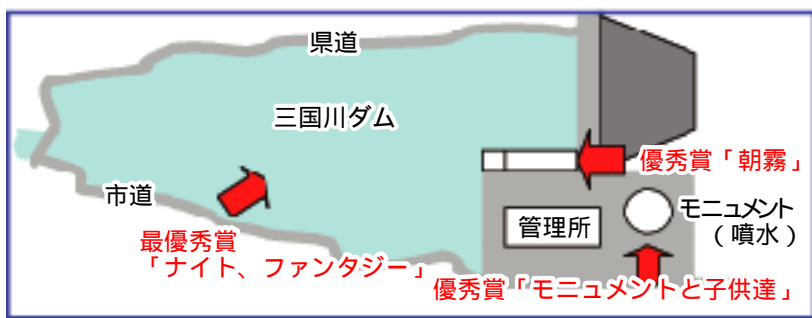 県道
三国川ダム
優秀賞「朝霧」
市道
モニュメント
(噴水)
管理所
最優秀賞
「ナイト、ファンタジー」
優秀賞「モニュメントと子供達」